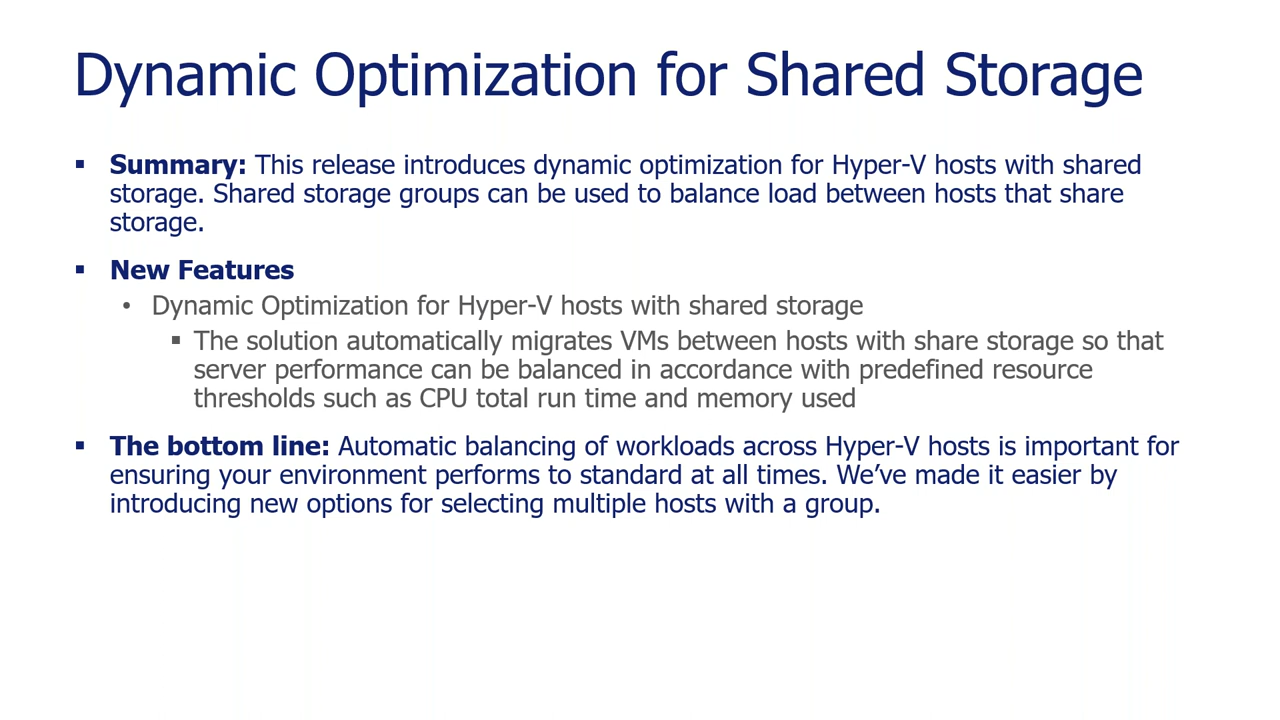 Dynamic Optimization for Shared Storage
▪ Summary: This release introduces dynamic optimization for Hyper-V hosts with shared
storage. Shared storage groups can be used to balance load between hosts that share
storage.
▪ New Features
• Dynamic Optimization for Hyper-V hosts with shared storage
▪ The solution automatically migrates VMs between hosts with share storage so that
server performance can be balanced in accordance with predefined resource
thresholds such as CPU total run time and memory used
▪ The bottom line: Automatic balancing of workloads across Hyper-V hosts is important for
ensuring your environment performs to standard at all times. We’ve made it easier by
introducing new options for selecting multiple hosts with a group.